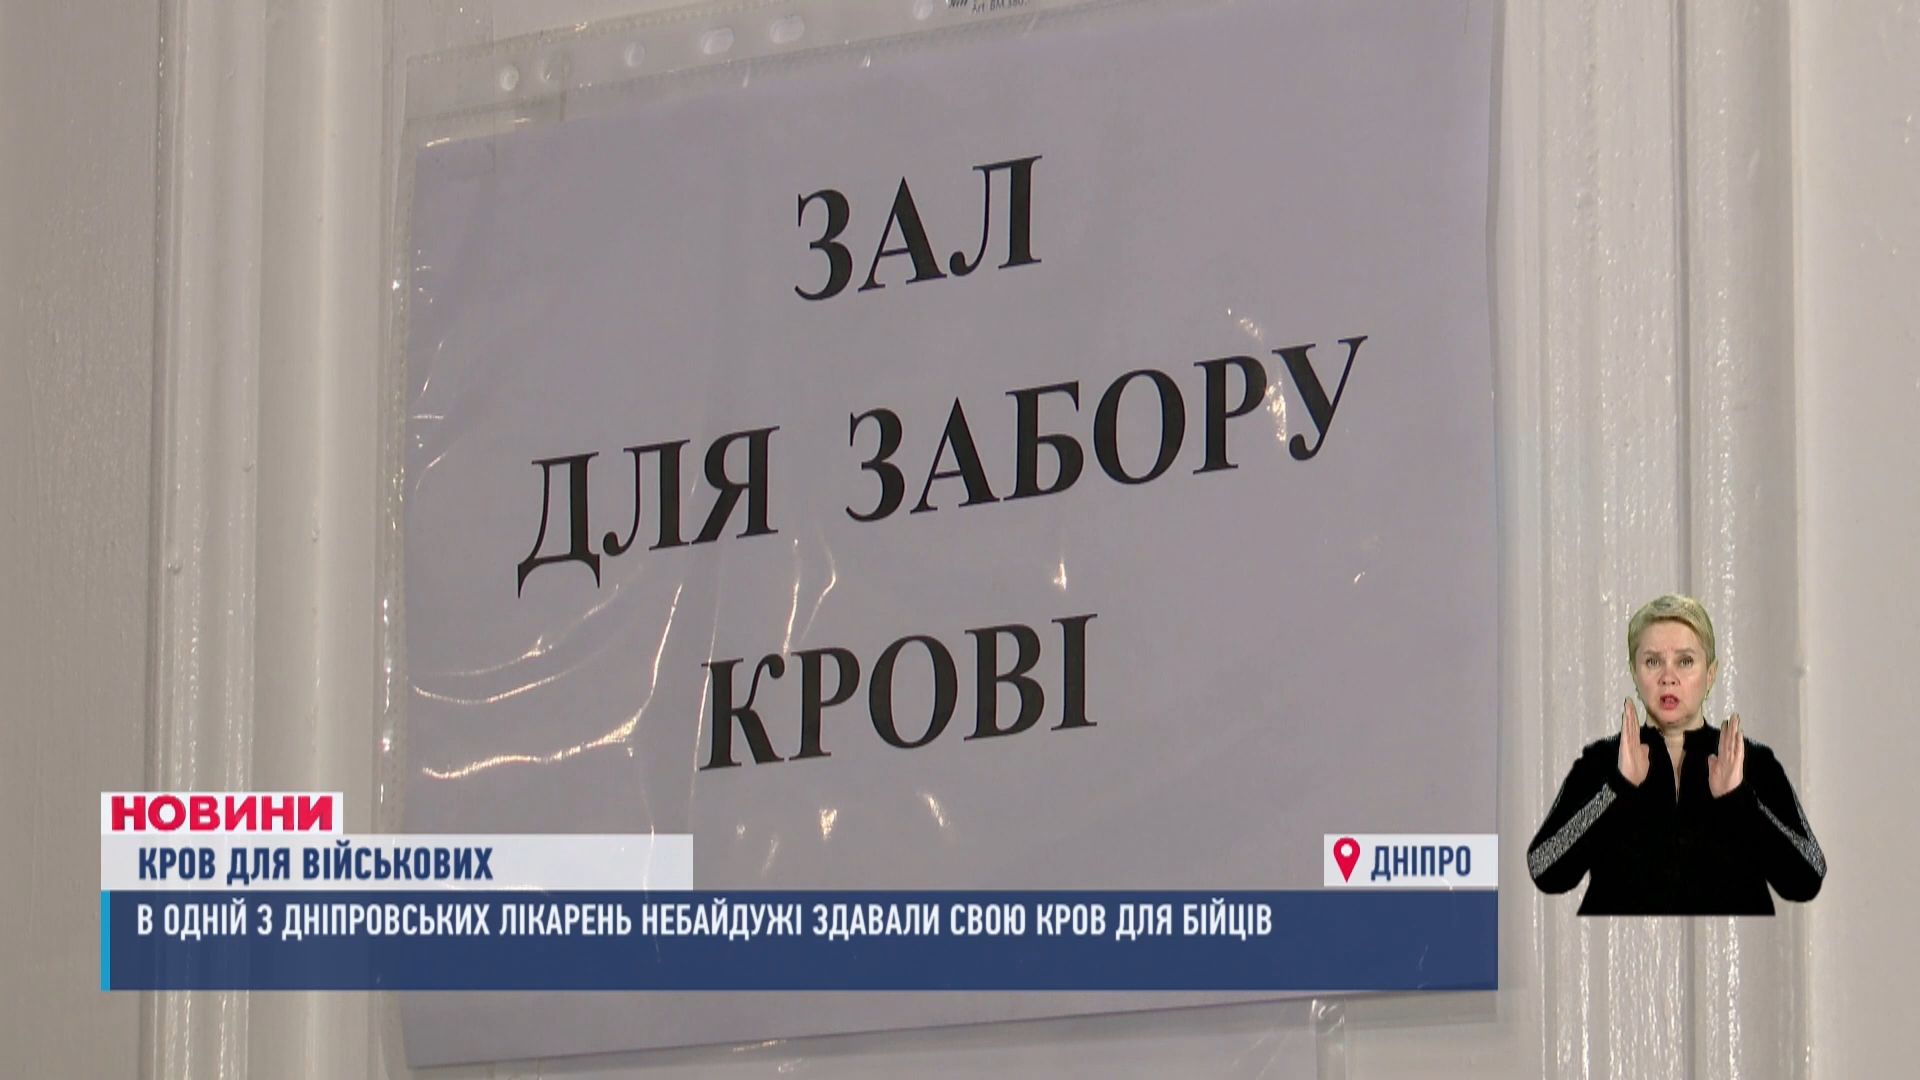 ЗАЛ
ДЛЯ ЗАБОРУ
КРОВІ
НОВИНИ
КРОВ ДЛЯ ВІЙСЬКОВИХ
ДНІПРО
В ОДНІЙ З ДНІПРОВСЬКИХ ЛІКАРЕНЬ НЕБАЙДУЖІ ЗДАВАЛИ СВОЮ КРОВ ДЛЯ БІЙЦІВ